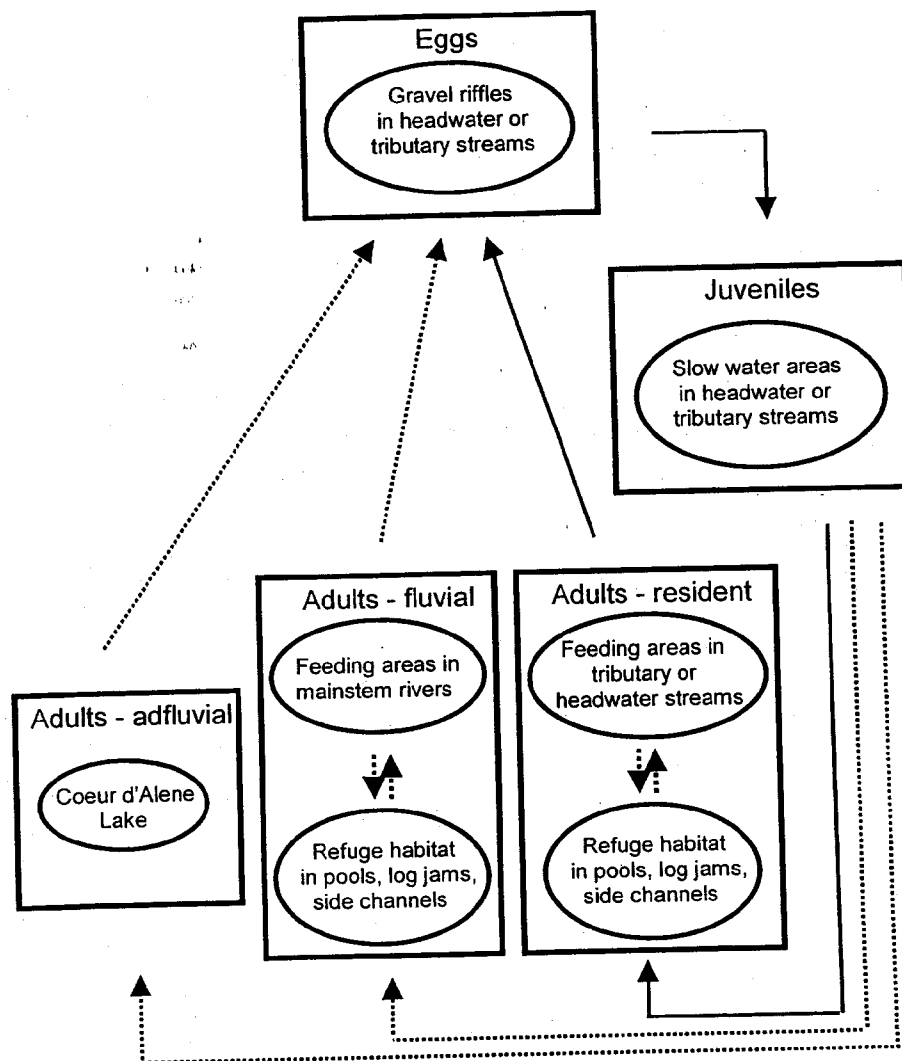 Eggs
Gravel riffles
in headwater or
tributary streams
Juveniles
Slow water areas
in headwater or
tributary streams
Adults - adfluvial
Coeur d'Alene
Lake
Adults - fluvial
Feeding areas in
mainstem rivers
Refuge habitat
in pools, log jams,
side channels
Adults - resident
Feeding areas in
tributary or
headwater streams
Refuge habitat
in pools, log jams,
side channels